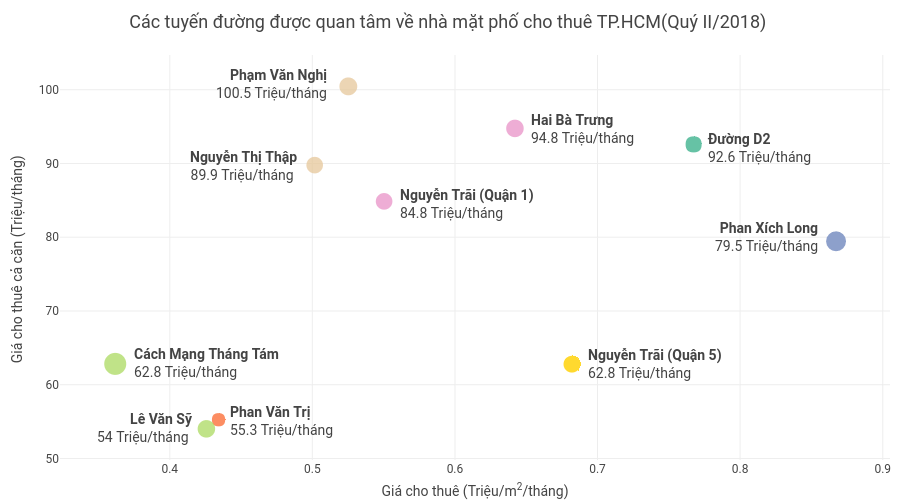 Các tuyến đường được quan tâm về nhà mặt phố cho thuê TP.HCM(Quý II/2018)
Giá cho thuê cả căn (Triệu/tháng)
100
90
80
70
60
50
Phạm Văn Nghị
100.5 Triệu/tháng
Hai Bà Trưng
94.8 Triệu/tháng
Đường D2
92.6 Triệu/tháng
Nguyễn Thị Thập
89.9 Triệu/tháng
Nguyễn Trãi (Quận 1)
84.8 Triệu/tháng
Phan Xích Long
79.5 Triệu/tháng
Cách Mạng Tháng Tám
62.8 Triệu/tháng
Nguyễn Trãi (Quận 5)
62.8 Triệu/tháng
Phan Văn Trị
55.3 Triệu/tháng
Lê Văn Sỹ
54 Triệu/tháng
0.4
0.5
0.6
0.7
0.8
0.9
Giá cho thuê (Triệu/m²/tháng)